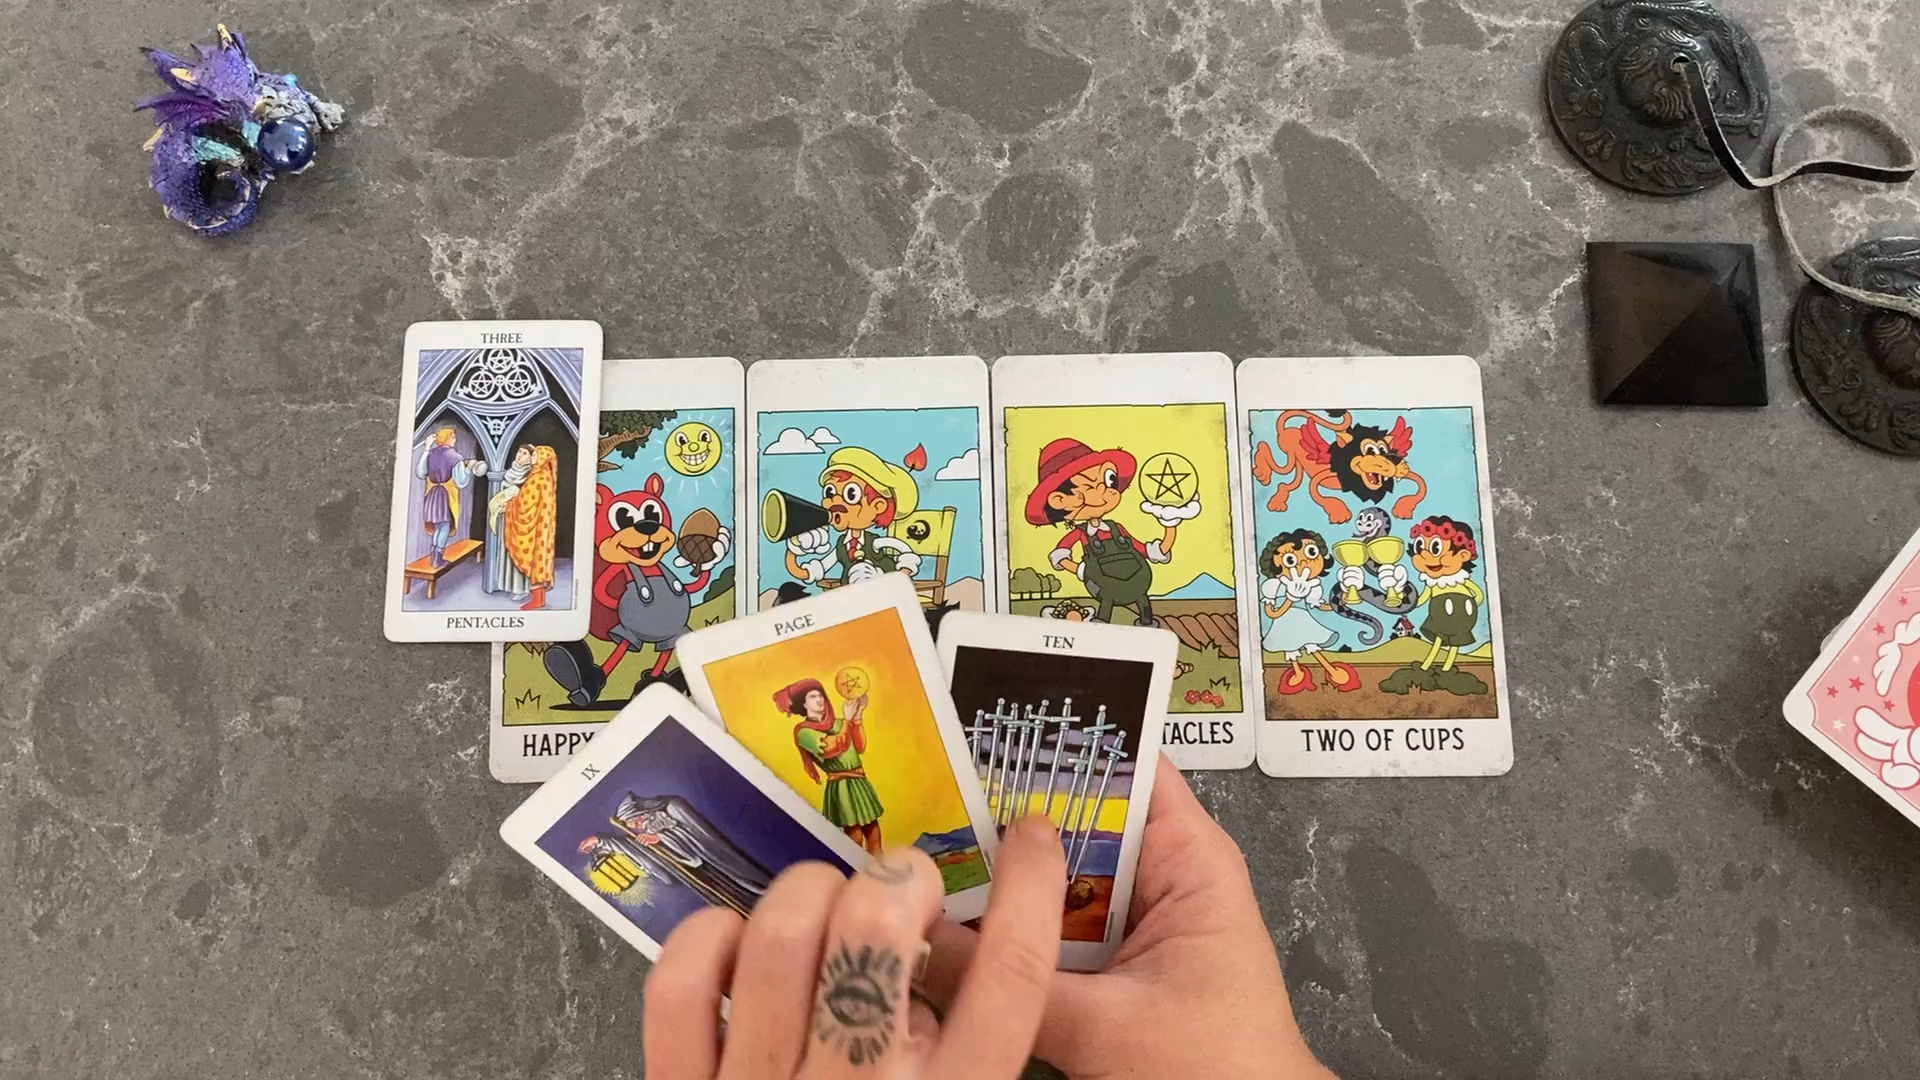 THREE
PENTACLES
HAPPY
TACLES
TWO OF CUPS
IX
PAGE
TEN